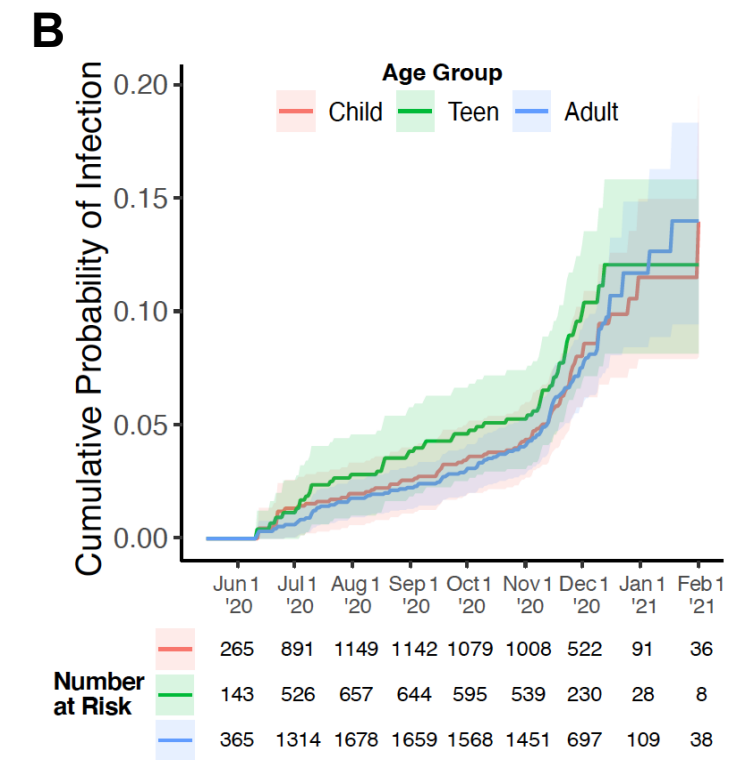 B
Cumulative Probability of Infection
Age Group
Child Teen Adult
0.20
0.15
0.10
0.05
0.00
Jun 1 Jul 1 Aug 1 Sep 1 Oct 1 Nov 1 Dec 1 Jan 1 Feb 1
'20 '20 '20 '20 '20 '20 '20 '21 '21
Number
at Risk
265 891 1149 1142 1079 1008 522 91 36
143 526 657 644 595 539 230 28 8
365 1314 1678 1659 1568 1451 697 109 38